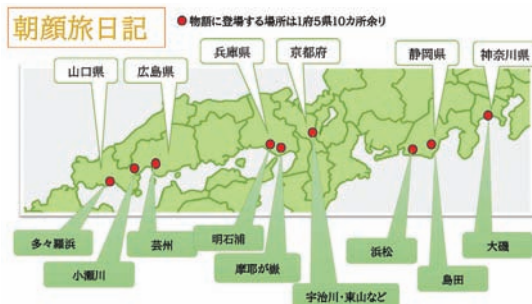 朝顔旅日記
●物語に登場する場所は1府5県10カ所余り
山口県
広島県
兵庫県
京都府
静岡県
神奈川県
多々羅浜
小瀬川
芸州
明石浦
摩耶が嶽
宇治川・東山など
浜松
島田
大磯